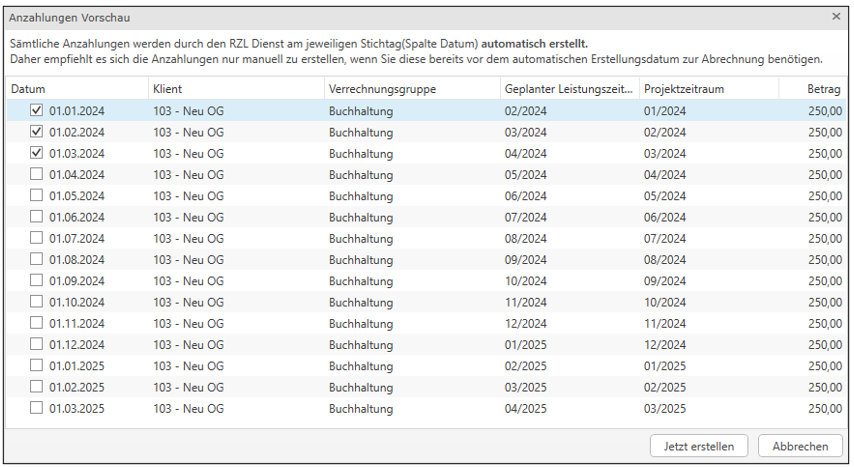 Anzahlungen Vorschau
Sämtliche Anzahlungen werden durch den RZL Dienst am jeweiligen Stichtag(Spalte Datum) automatisch erstellt.
Daher empfiehlt es sich die Anzahlungen nur manuell zu erstellen, wenn Sie diese bereits vor dem automatischen Erstellungsdatum zur Abrechnung benötigen.
Datum Klient Verrechnungsgruppe Geplanter Leistungszeit... Projektzeitraum Betrag
01.01.2024 103 - Neu OG Buchhaltung 02/2024 01/2024 250,00
01.02.2024 103 - Neu OG Buchhaltung 03/2024 02/2024 250,00
01.03.2024 103 - Neu OG Buchhaltung 04/2024 03/2024 250,00
01.04.2024 103 - Neu OG Buchhaltung 05/2024 04/2024 250,00
01.05.2024 103 - Neu OG Buchhaltung 06/2024 05/2024 250,00
01.06.2024 103 - Neu OG Buchhaltung 07/2024 06/2024 250,00
01.07.2024 103 - Neu OG Buchhaltung 08/2024 07/2024 250,00
01.08.2024 103 - Neu OG Buchhaltung 09/2024 08/2024 250,00
01.09.2024 103 - Neu OG Buchhaltung 10/2024 09/2024 250,00
01.10.2024 103 - Neu OG Buchhaltung 11/2024 10/2024 250,00
01.11.2024 103 - Neu OG Buchhaltung 12/2024 11/2024 250,00
01.12.2024 103 - Neu OG Buchhaltung 01/2025 12/2024 250,00
01.01.2025 103 - Neu OG Buchhaltung 02/2025 01/2025 250,00
01.02.2025 103 - Neu OG Buchhaltung 03/2025 02/2025 250,00
01.03.2025 103 - Neu OG Buchhaltung 04/2025 03/2025 250,00
Jetzt erstellen Abbrechen